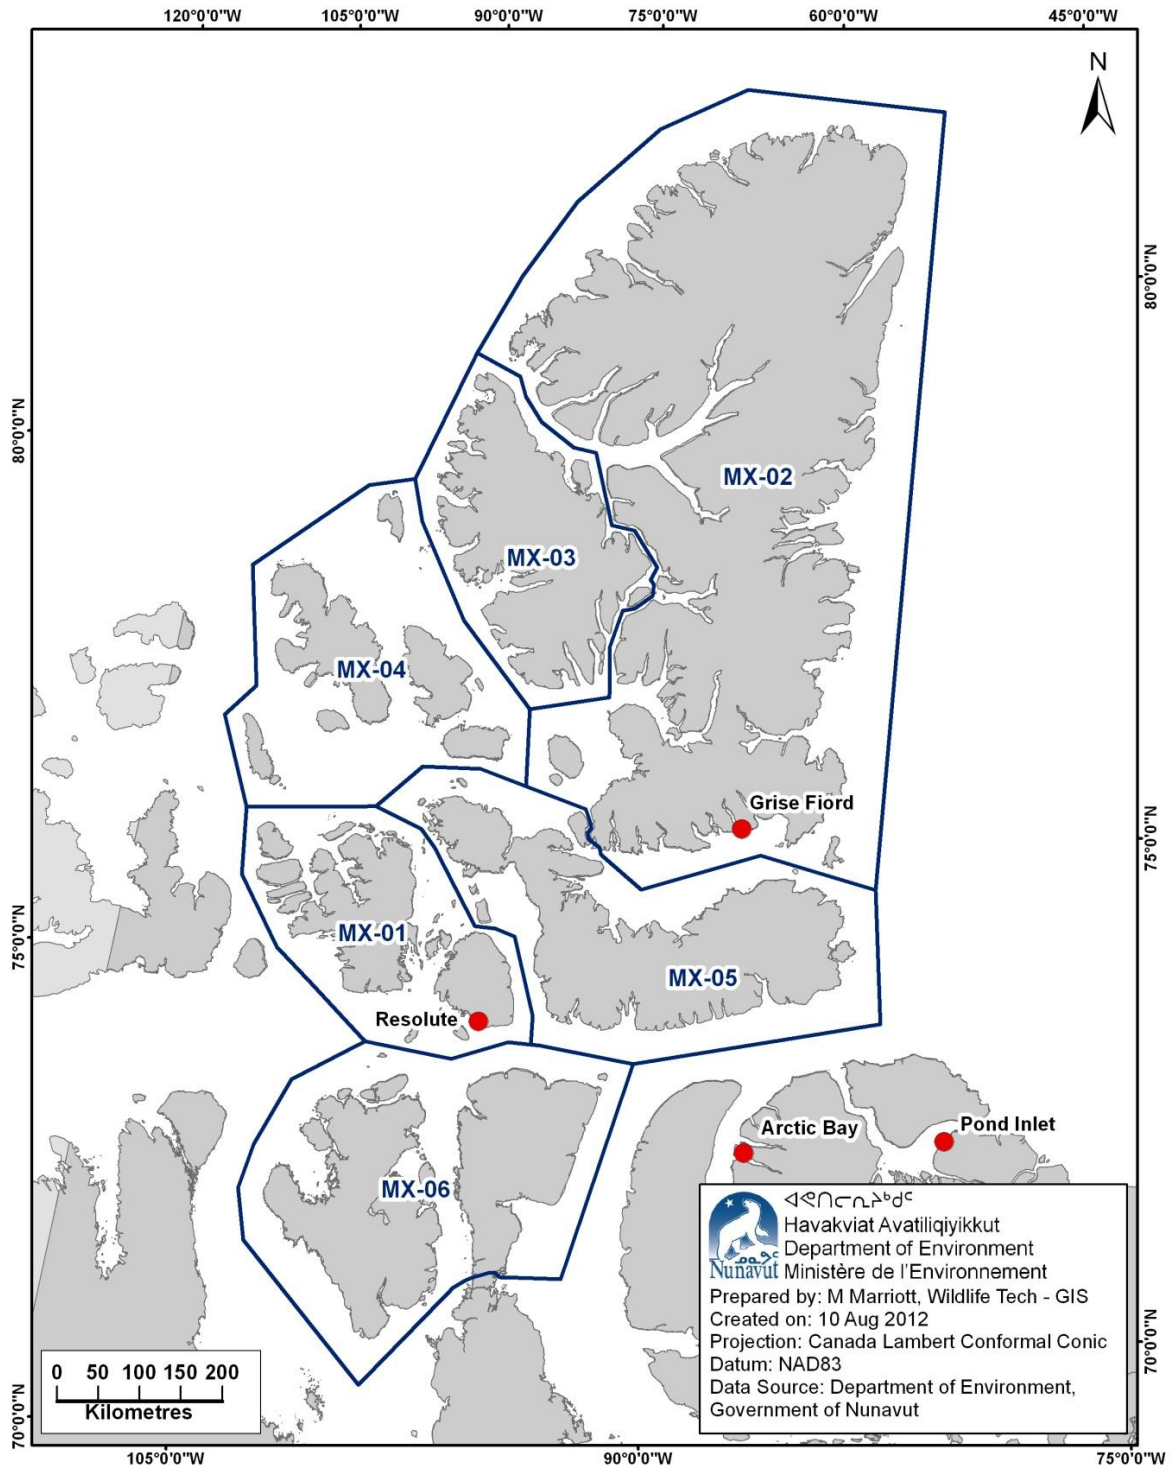 120°0'0"W 105°0'0"W 90°0'0"W 75°0'0"W 60°0'0"W 45°0'0"W
N
80°0'0"N
80°0'0"N
MX-02
MX-03
MX-04
Grise Fiord
75°0'0"N
MX-01
75°0'0"N
MX-05
Resolute
Arctic Bay
Pond Inlet
MX-06
ᐊᕙᑎᓕᕆᔨᒃᑯᑦ
Havakviat Avatiliqiyikkut
Department of Environment
Ministère de l'Environnement
ᓄᓇᕗᑦ
Nunavut
Prepared by: M Marriott, Wildlife Tech - GIS
Created on: 10 Aug 2012
Projection: Canada Lambert Conformal Conic
Datum: NAD83
Data Source: Department of Environment,
Government of Nunavut
70°0'0"N
0 50 100 150 200
Kilometres
70°0'0"N
105°0'0"W 90°0'0"W 75°0'0"W